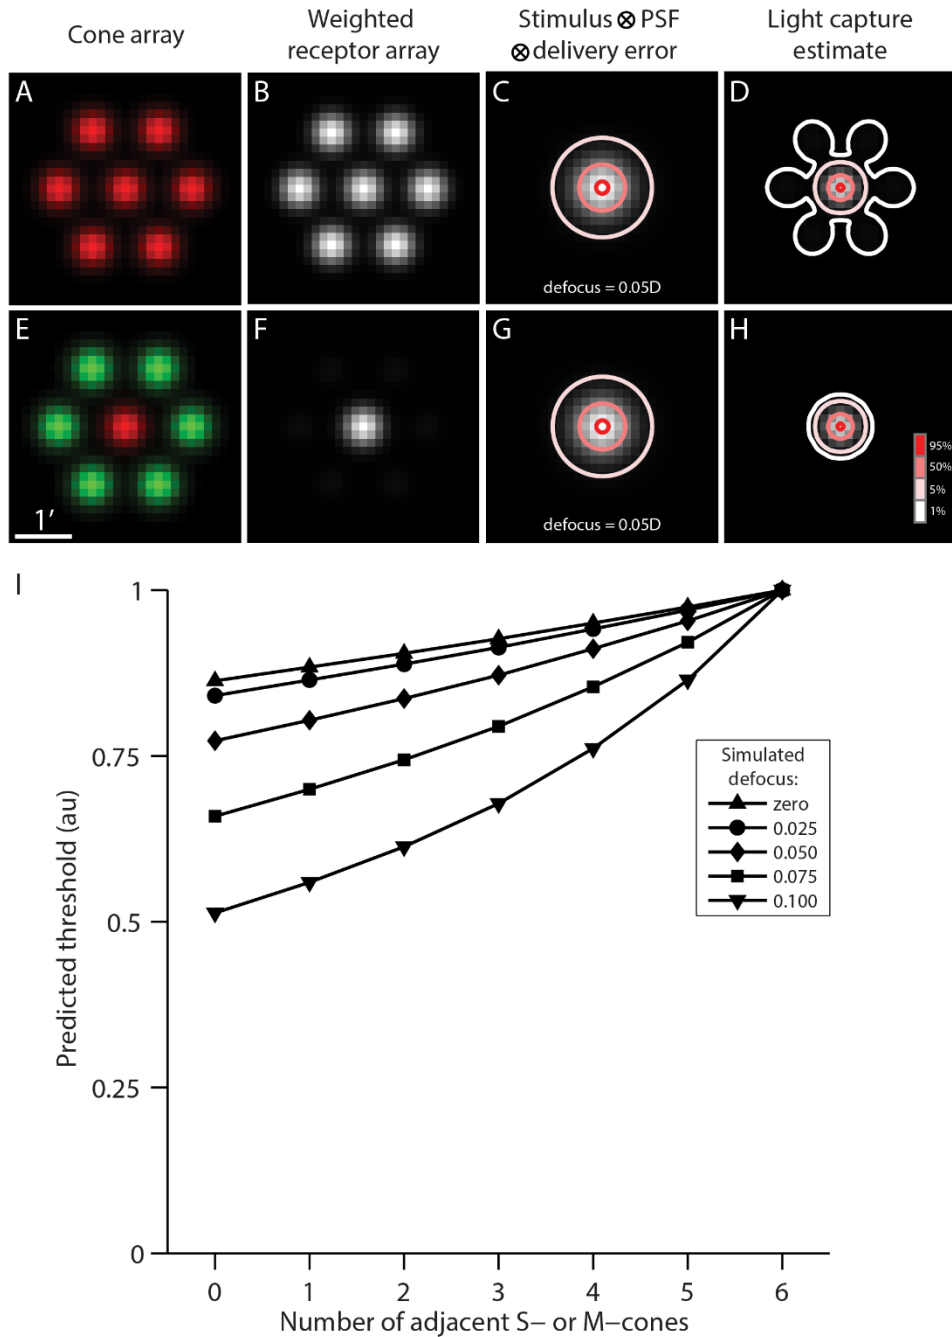 Cone array
Weighted
receptor array
Stimulus ⊗ PSF
⊗ delivery error
Light capture
estimate
A
B
C
D
defocus = 0.05D
E
F
G
H
1′
defocus = 0.05D
95%
50%
5%
1%
I
1
0.75
0.5
0.25
0
Predicted threshold (au)
Simulated
defocus:
zero
0.025
0.050
0.075
0.100
0 1 2 3 4 5 6
Number of adjacent S− or M−cones